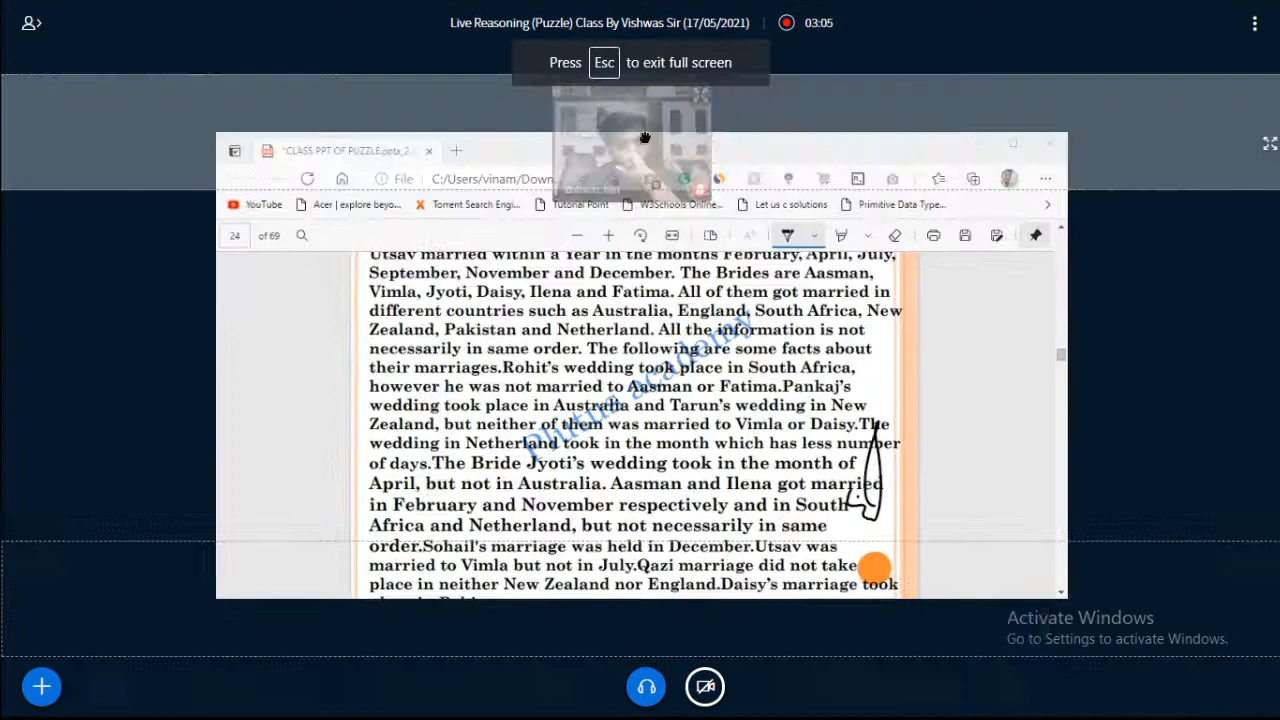 Live Reasoning (Puzzle) Class By Vishwas Sir (17/05/2021)
03:05
Press Esc to exit full screen
"CLASS PPT OF PUZZLE.pptx_2
File C:/Users/vinam/Down...
YouTube Acer | explore beyo... Torrent Search Engi... Tutorial Point W3Schools Online... Let us c solutions Primitive Data Type...
24 of 69
Utsav married within a Year in the months February, April, July,
September, November and December. The Brides are Aasman,
Vimla, Jyoti, Daisy, Ilena and Fatima. All of them got married in
different countries such as Australia, England, South Africa, New
Zealand, Pakistan and Netherland. All the information is not
necessarily in same order. The following are some facts about
their marriages.Rohit's wedding took place in South Africa,
however he was not married to Aasman or Fatima.Pankaj's
wedding took place in Australia and Tarun's wedding in New
Zealand, but neither of them was married to Vimla or Daisy.The
wedding in Netherland took in the month which has less number
of days.The Bride Jyoti's wedding took in the month of
April, but not in Australia. Aasman and Ilena got married
in February and November respectively and in South
Africa and Netherland, but not necessarily in same
order.Sohail's marriage was held in December.Utsav was
married to Vimla but not in July.Qazi marriage did not take
place in neither New Zealand nor England.Daisy's marriage took
Plutus academy
Activate Windows
Go to Settings to activate Windows.